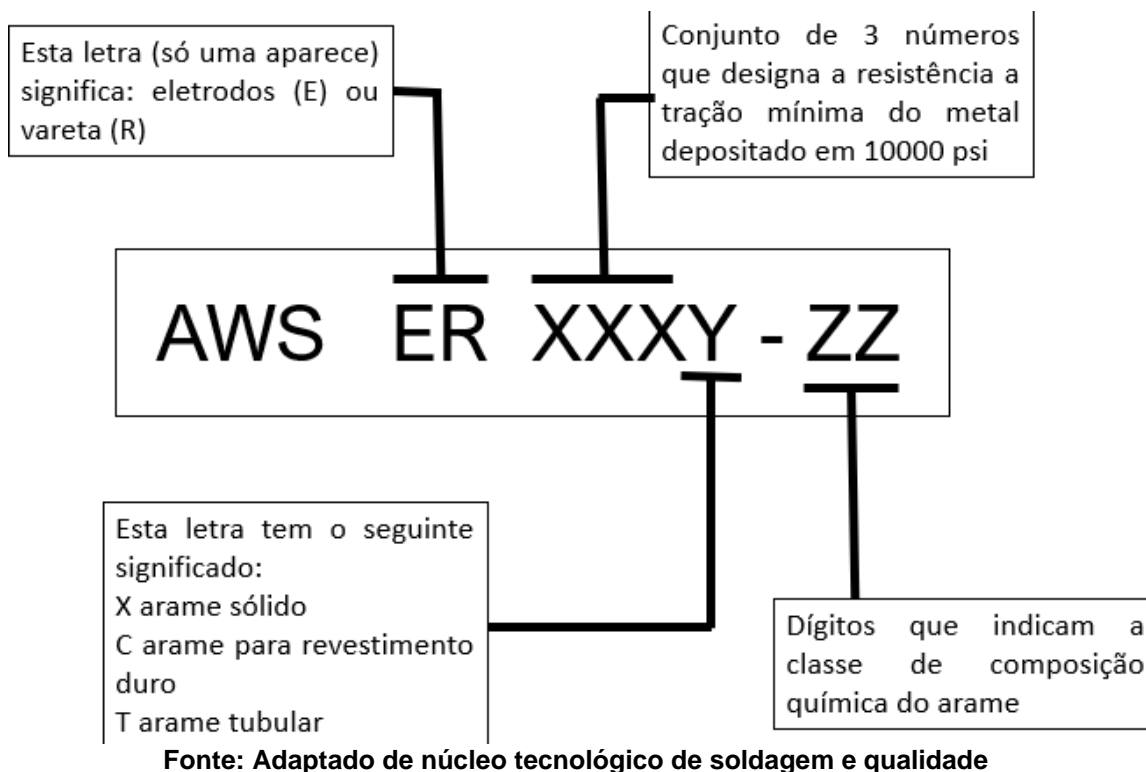 Esta letra (só uma aparece)
significa: eletrodos (E) ou
vareta (R)
Conjunto de 3 números
que designa a resistência a
tração mínima do metal
depositado em 10000 psi
AWS ER XXXY - ZZ
Esta letra tem o seguinte
significado:
X arame sólido
C arame para revestimento
duro
T arame tubular
Dígitos que indicam a
classe de composição
química do arame
Fonte: Adaptado de núcleo tecnológico de soldagem e qualidade